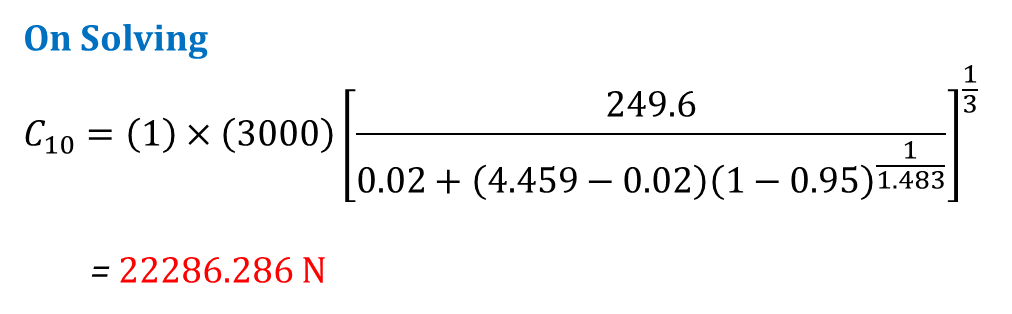 On Solving
C₁₀ = (1) × (3000) [ 249.6 / 0.02 + (4.459 − 0.02)(1 − 0.95)^(1/1.483) ]^(1/3)
= 22286.286 N